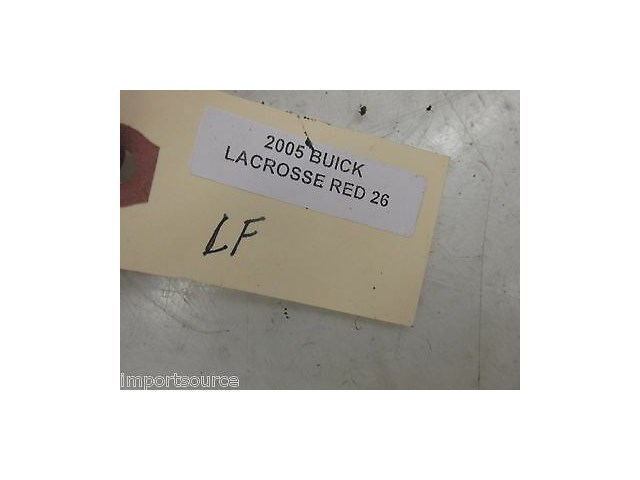 2005 BUICK
LACROSSE RED 26
LF
importsource